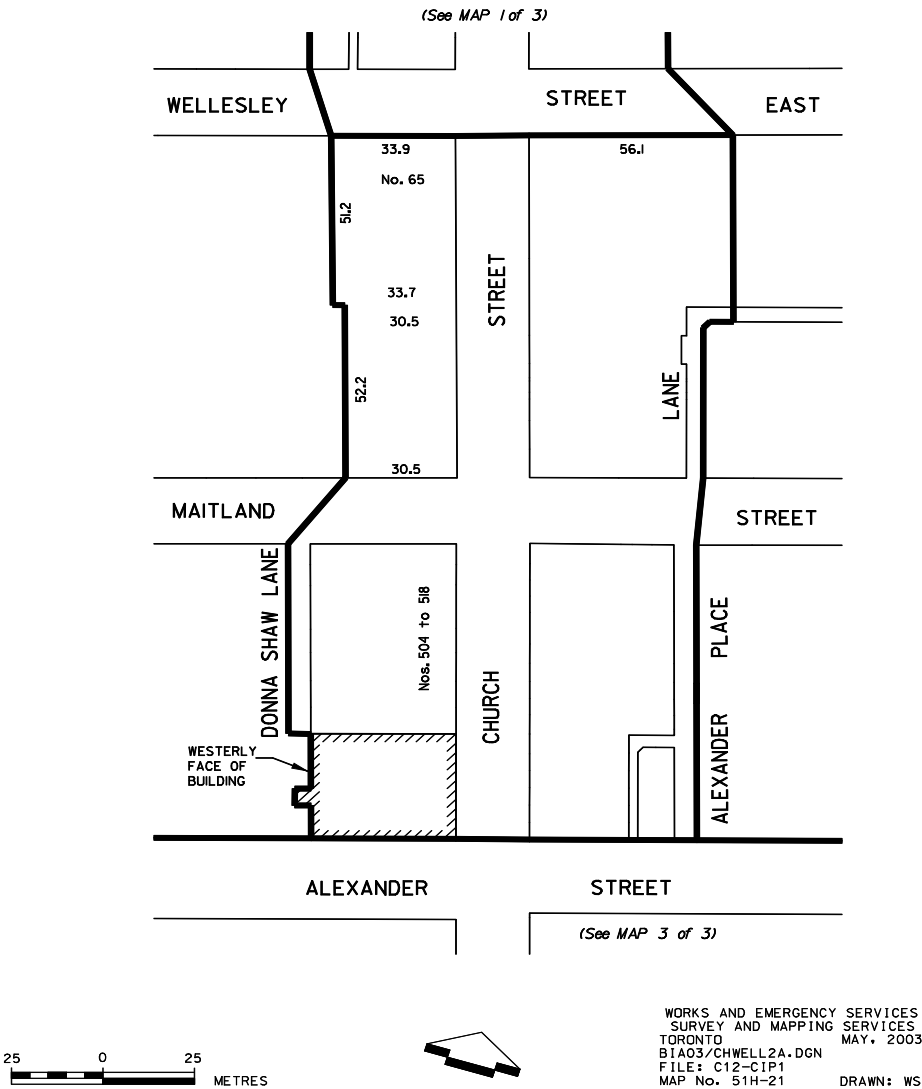 (See MAP 1 of 3)
WELLESLEY STREET EAST
33.9 56.1
No. 65
51.2
33.7
30.5
STREET
52.2
LANE
30.5
MAITLAND STREET
DONNA SHAW LANE
Nos. 504 to 518
CHURCH
ALEXANDER PLACE
WESTERLY
FACE OF
BUILDING
ALEXANDER STREET
(See MAP 3 of 3)
25 0 25
METRES
WORKS AND EMERGENCY SERVICES
SURVEY AND MAPPING SERVICES
TORONTO MAY, 2003
BIA03/CHWELL2A.DGN
FILE: C12-CIP1
MAP No. 51H-21 DRAWN: WS